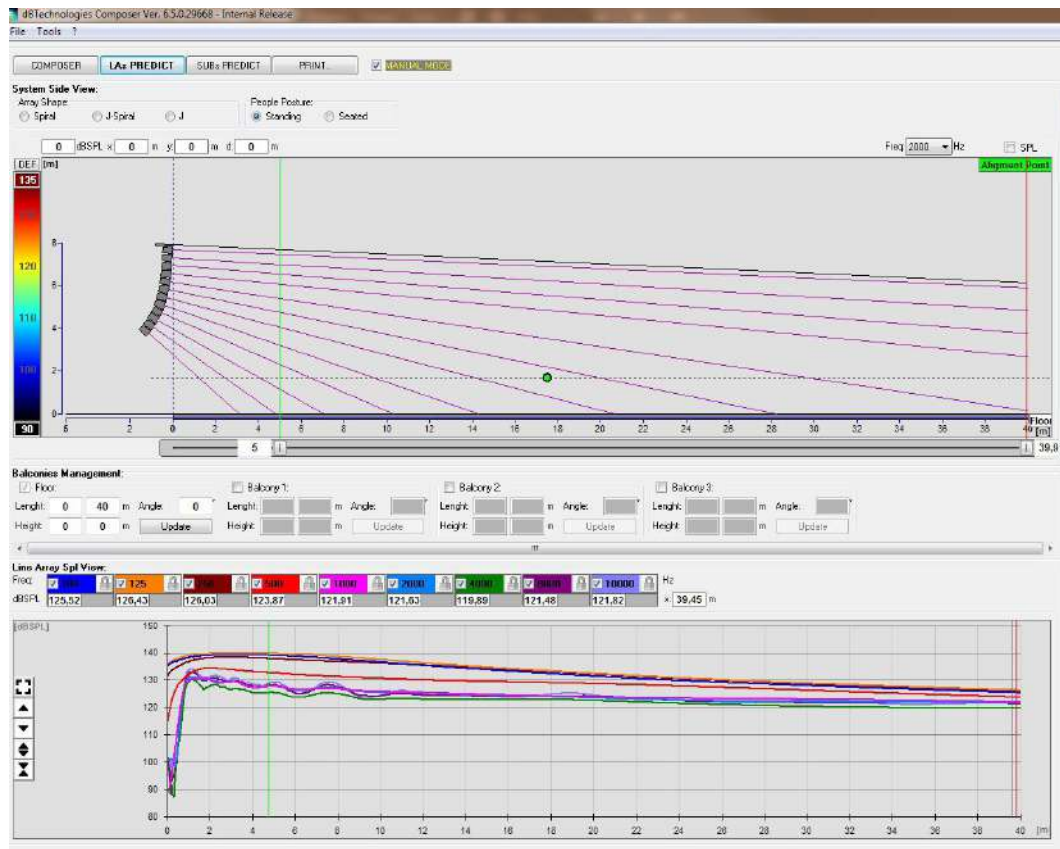 dBTechnologies Composer Ver. 6.5.0.29668 - Internal Release
File Tools ?
COMPOSER LAs PREDICT SUBs PREDICT PRINT... MANUAL MODE
System Side View:
Array Shape: People Posture:
Spiral J-Spiral J Standing Seated
0 dBSPL x: 0 m y: 0 m d: 0 m Freq 2000 Hz SPL
DEF [m] Alignment Point
135
8
120
6
110
4
100
2
90
0
6 2 0 2 4 6 8 10 12 14 16 18 20 22 24 26 28 30 32 34 36 38 40 Floor
[m]
5 39,9
Balconies Management:
Floor: Balcony 1: Balcony 2: Balcony 3:
Lenght: 0 40 m Angle: 0 ° Lenght: m Angle: ° Lenght: m Angle: ° Lenght: m Angle: °
Height: 0 0 m Update Height: m Update Height: m Update Height: m Update
Line Array Spl View:
Freq: 125 250 500 1000 2000 4000 8000 10000 Hz
dBSPL 125,52 126,43 126,03 123,87 121,91 121,63 119,89 121,48 121,82 x: 39,45 m
[dBSPL]
150
140
130
120
110
100
90
80
0 2 4 6 8 10 12 14 16 18 20 22 24 26 28 30 32 34 36 38 40 [m]